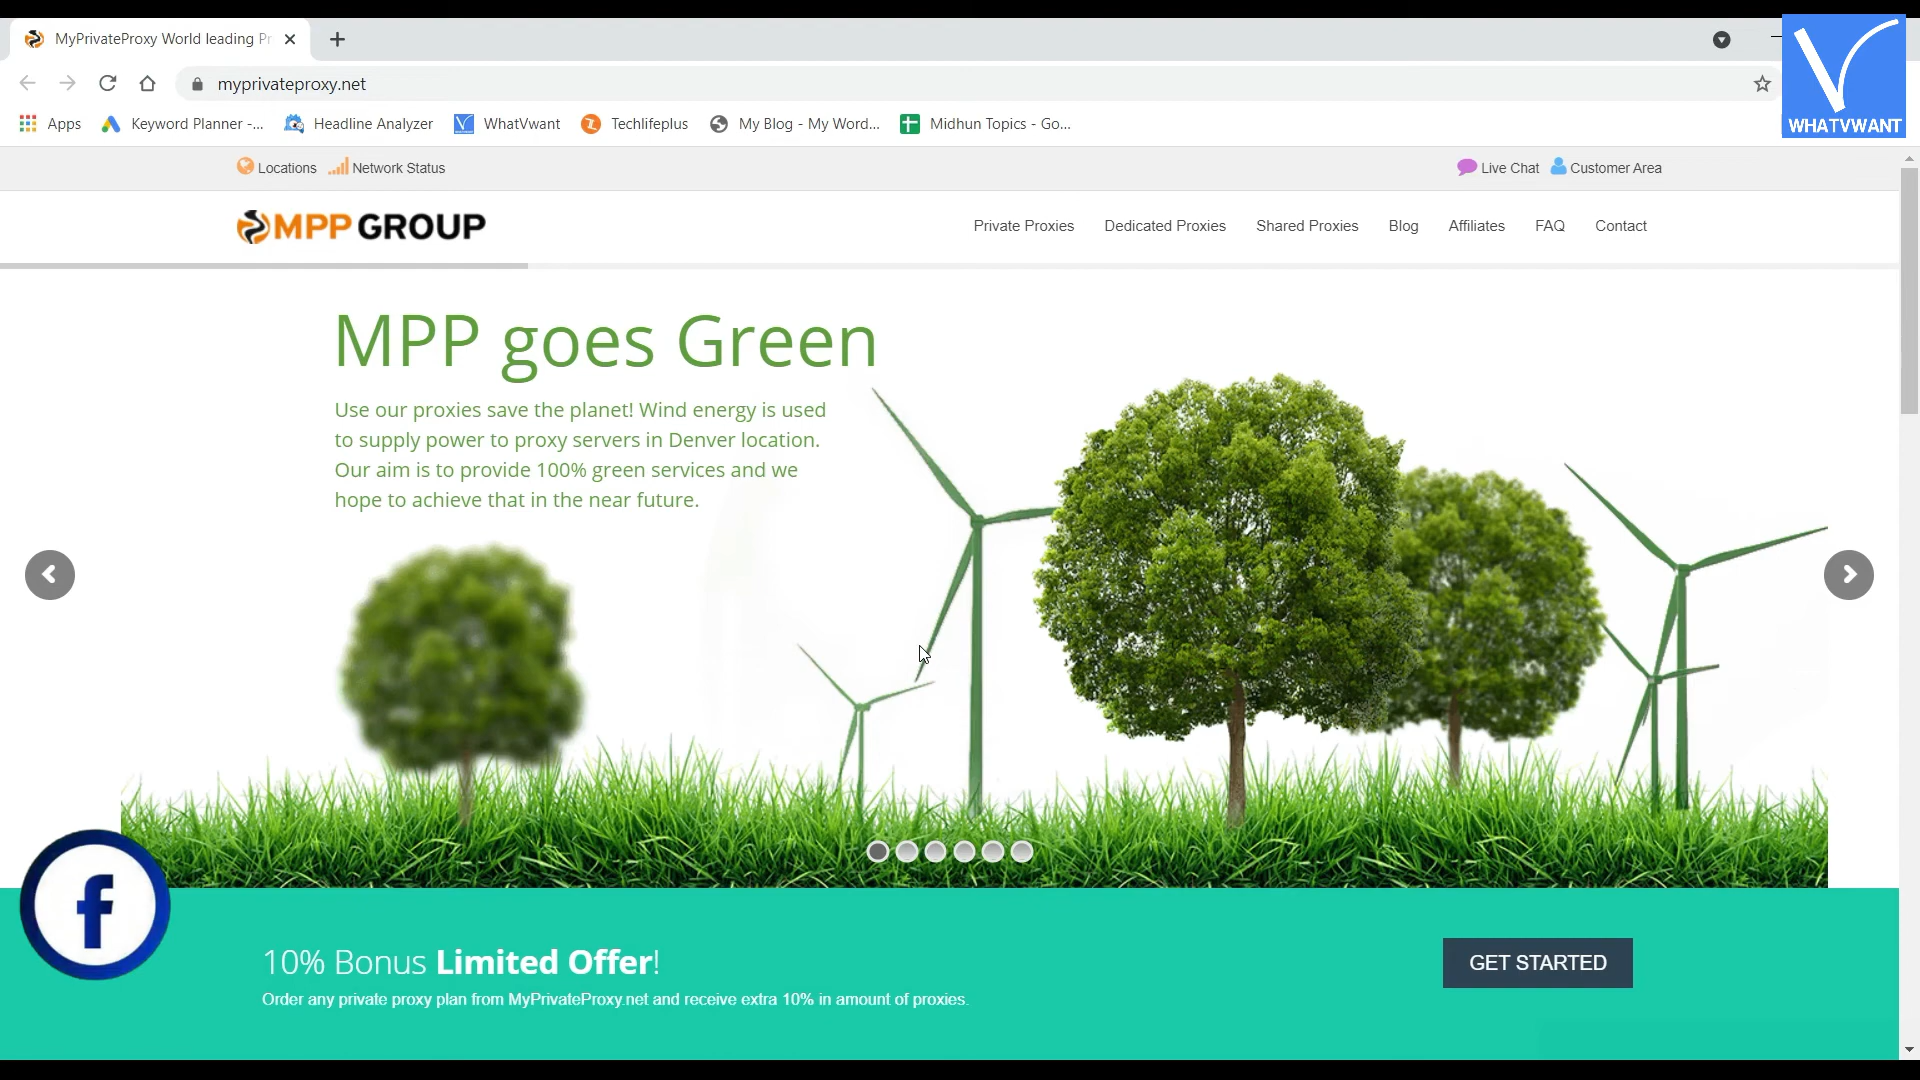 MyPrivateProxy World leading Pr
myprivateproxy.net
Apps
Keyword Planner -...
Headline Analyzer
WhatVwant
Techlifeplus
My Blog - My Word...
Midhun Topics - Go...
WHATVWANT
Locations
Network Status
Live Chat
Customer Area
MPP GROUP
Private Proxies
Dedicated Proxies
Shared Proxies
Blog
Affiliates
FAQ
Contact
MPP goes Green
Use our proxies save the planet! Wind energy is used
to supply power to proxy servers in Denver location.
Our aim is to provide 100% green services and we
hope to achieve that in the near future.
10% Bonus Limited Offer!
Order any private proxy plan from MyPrivateProxy.net and receive extra 10% in amount of proxies.
GET STARTED